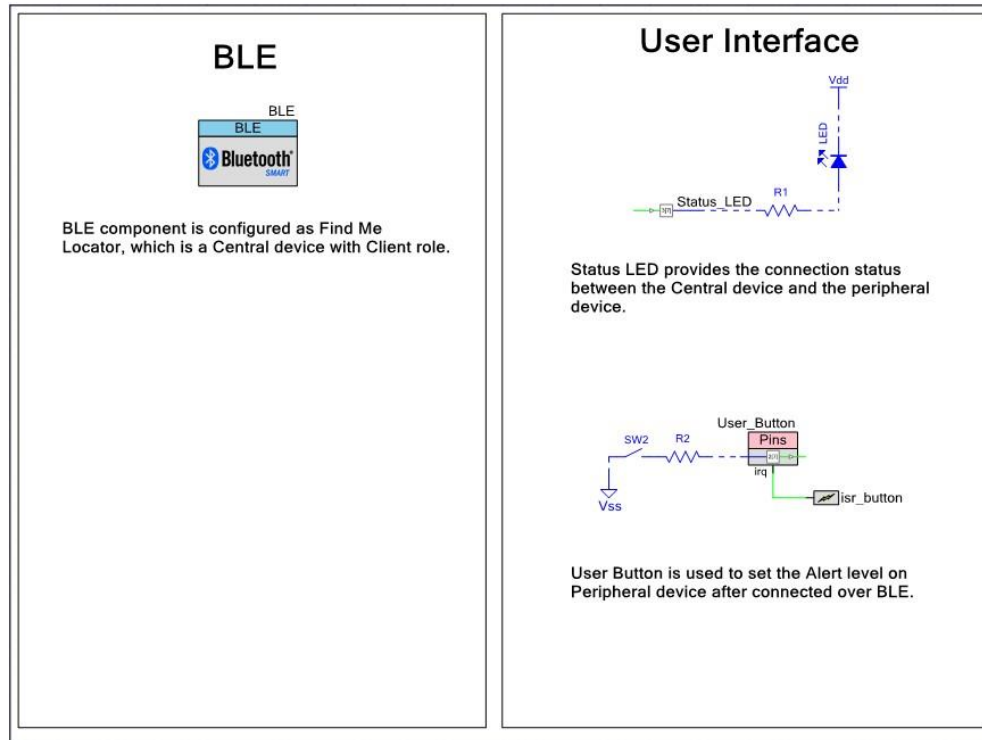 BLE
BLE
BLE
Bluetooth®
SMART
BLE component is configured as Find Me
Locator, which is a Central device with Client role.
User Interface
Vdd
LED
R1
Status_LED
Status LED provides the connection status
between the Central device and the peripheral
device.
User_Button
Pins
SW2
R2
irq
Vss
isr_button
User Button is used to set the Alert level on
Peripheral device after connected over BLE.